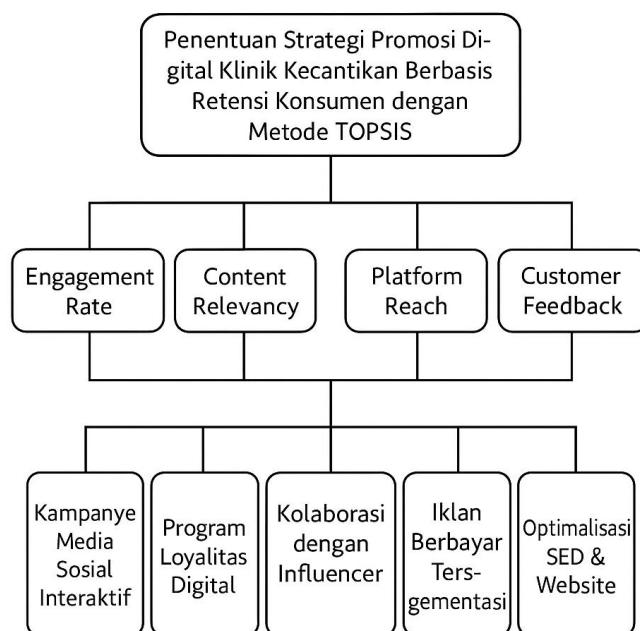 Penentuan Strategi Promosi Di-
gital Klinik Kecantikan Berbasis
Retensi Konsumen dengan
Metode TOPSIS
Engagement
Rate
Content
Relevancy
Platform
Reach
Customer
Feedback
Kampanye
Media
Sosial
Interaktif
Program
Loyalitas
Digital
Kolaborasi
dengan
Influencer
Iklan
Berbayar
Ters-
gementasi
Optimalisasi
SED &
Website